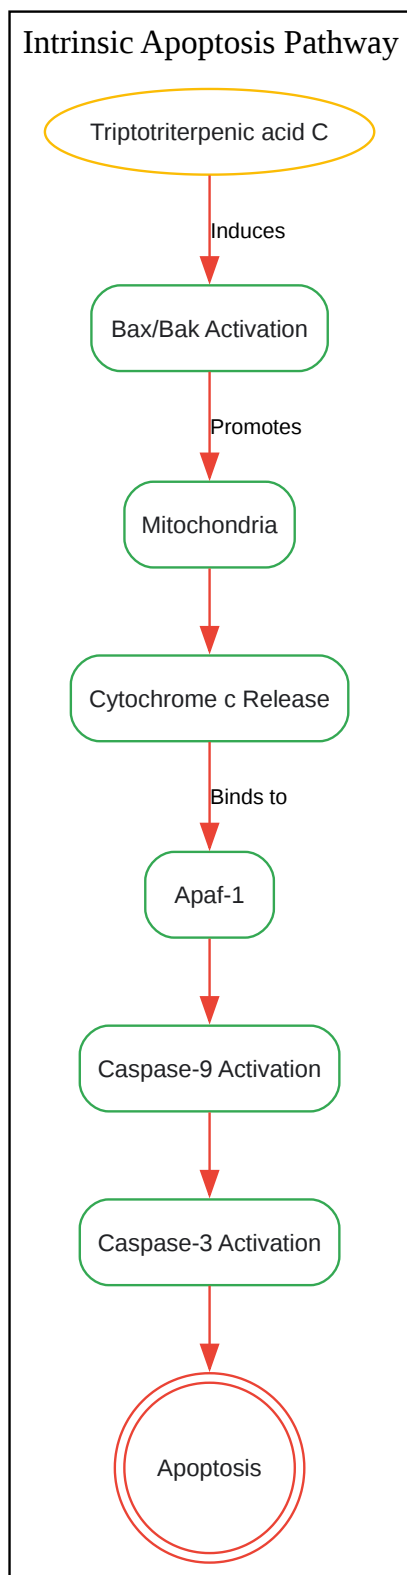 Intrinsic Apoptosis Pathway
Triptotriterpenic acid C
Induces
Bax/Bak Activation
Promotes
Mitochondria
Cytochrome c Release
Binds to
Apaf-1
Caspase-9 Activation
Caspase-3 Activation
Apoptosis